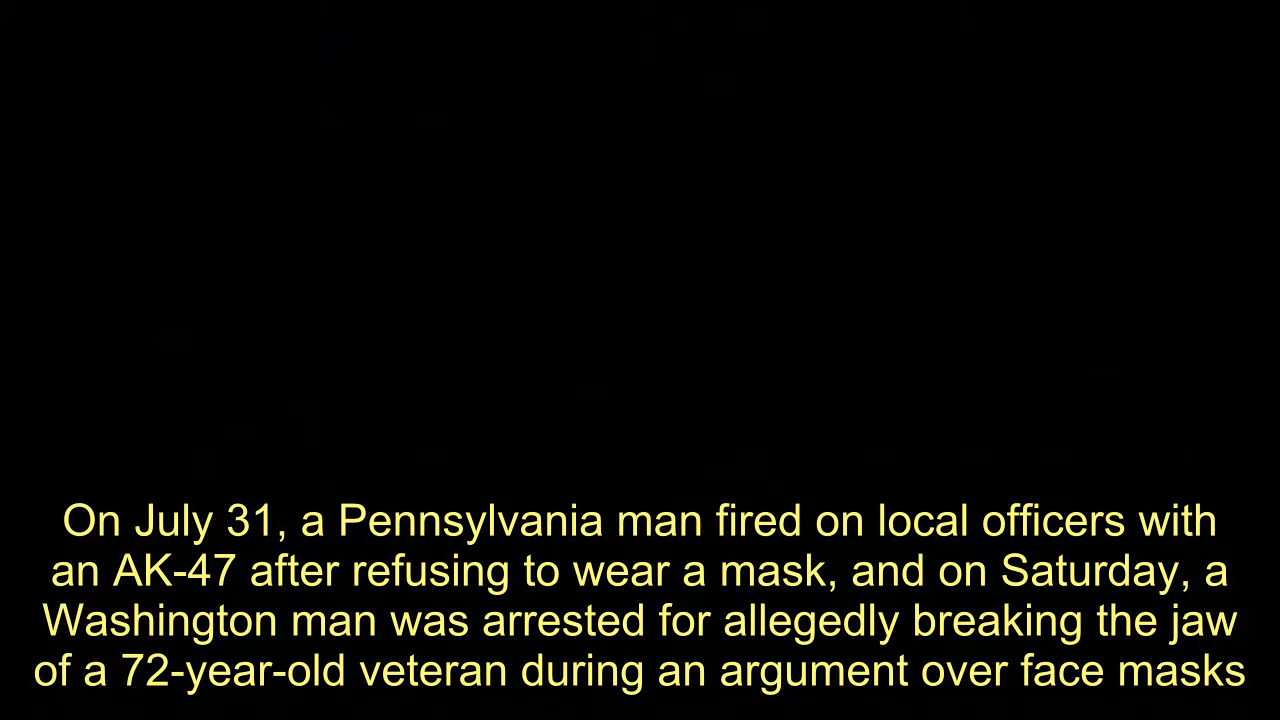 On July 31, a Pennsylvania man fired on local officers with
an AK-47 after refusing to wear a mask, and on Saturday, a
Washington man was arrested for allegedly breaking the jaw
of a 72-year-old veteran during an argument over face masks